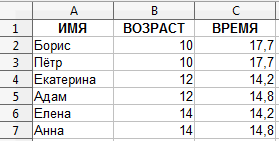 A B C
1 ИМЯ ВОЗРАСТ ВРЕМЯ
2 Борис 10 17,7
3 Пётр 10 17,7
4 Екатерина 12 14,2
5 Адам 12 14,8
6 Елена 14 14,2
7 Анна 14 14,8